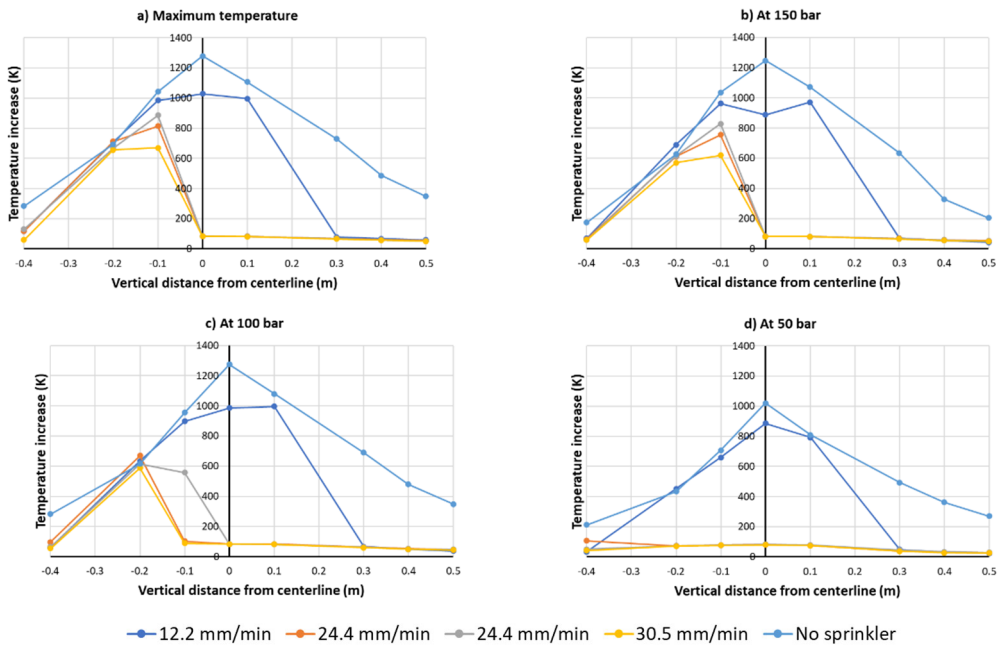 a) Maximum temperature
Temperature increase (K)
1400
1200
1000
800
600
400
200
0
-0.4 -0.3 -0.2 -0.1 0 0.1 0.2 0.3 0.4 0.5
Vertical distance from centerline (m)
b) At 150 bar
Temperature increase (K)
1400
1200
1000
800
600
400
200
0
-0.4 -0.3 -0.2 -0.1 0 0.1 0.2 0.3 0.4 0.5
Vertical distance from centerline (m)
c) At 100 bar
Temperature increase (K)
1400
1200
1000
800
600
400
200
0
-0.4 -0.3 -0.2 -0.1 0 0.1 0.2 0.3 0.4 0.5
Vertical distance from centerline (m)
d) At 50 bar
Temperature increase (K)
1400
1200
1000
800
600
400
200
0
-0.4 -0.3 -0.2 -0.1 0 0.1 0.2 0.3 0.4 0.5
Vertical distance from centerline (m)
12.2 mm/min 24.4 mm/min 24.4 mm/min 30.5 mm/min No sprinkler